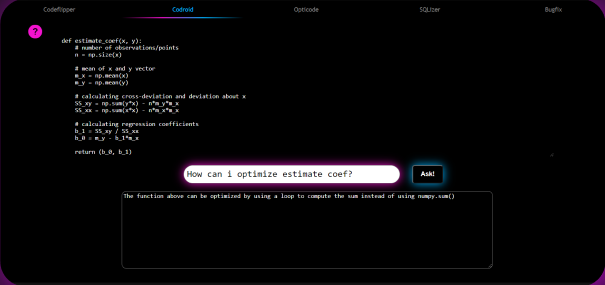 Codeflipper Codroid Opticode SQLizer Bugfix
?
def estimate_coef(x, y):
# number of observations/points
n = np.size(x)
# mean of x and y vector
m_x = np.mean(x)
m_y = np.mean(y)
# calculating cross-deviation and deviation about x
SS_xy = np.sum(y*x) - n*m_y*m_x
SS_xx = np.sum(x*x) - n*m_x*m_x
# calculating regression coefficients
b_1 = SS_xy / SS_xx
b_0 = m_y - b_1*m_x
return (b_0, b_1)
How can i optimize estimate coef?
Ask!
The function above can be optimized by using a loop to compute the sum instead of using numpy.sum()